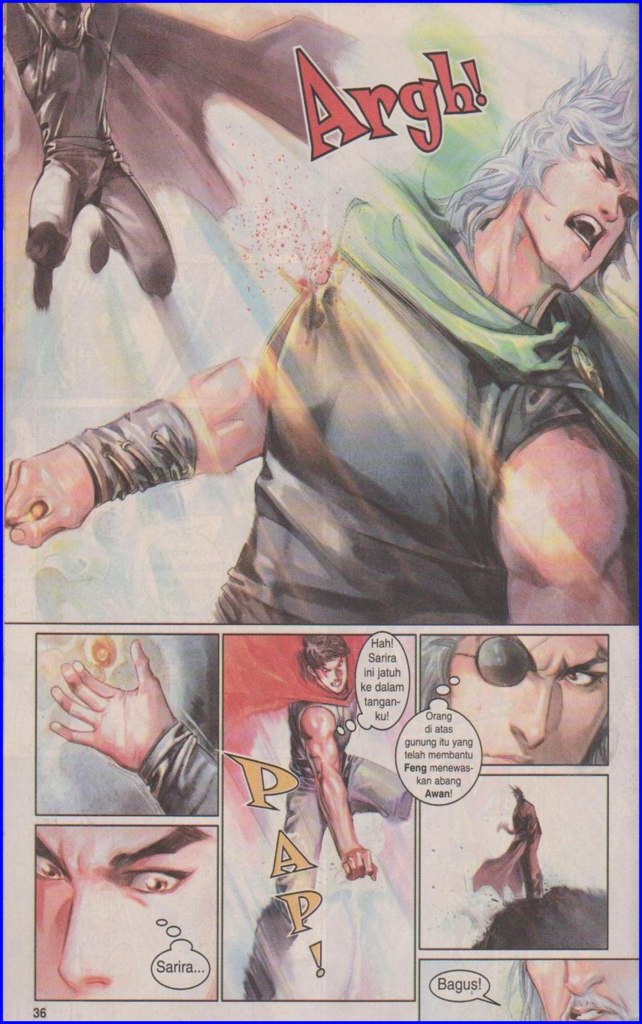 Argh!
Sarira...
Hah!
Sarira
ini jatuh
ke dalam
tangan-
ku!
PAP!
Orang
di atas
gunung itu yang
telah membantu
Feng menewas-
kan abang
Awan!
Bagus!
36